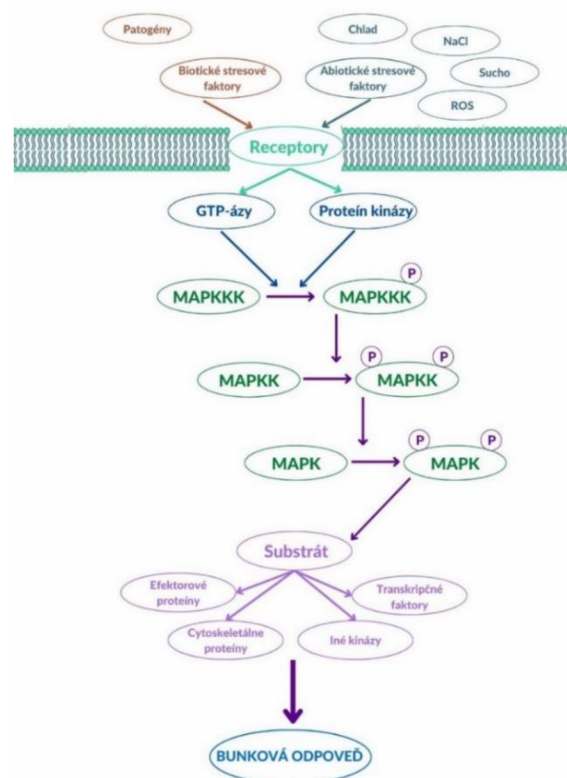 Patogény
Chlad
NaCl
Biotické stresové
faktory
Abiotické stresové
faktory
Sucho
ROS
Receptory
GTP-ázy
Proteín kinázy
P
MAPKKK
MAPKKK
P
P
MAPKK
MAPKK
P
P
MAPK
MAPK
Substrát
Efektorové
proteíny
Transkripčné
faktory
Cytoskeletálne
proteíny
Iné kinázy
BUNKOVÁ ODPOVEĎ